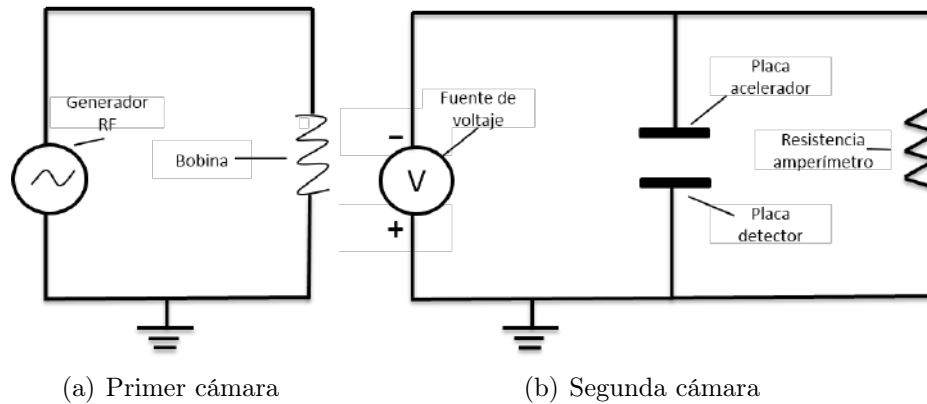 Generador
RF
Bobina
Fuente de
voltaje
−
V
+
Placa
acelerador
Resistencia
amperímetro
Placa
detector
(a) Primer cámara
(b) Segunda cámara